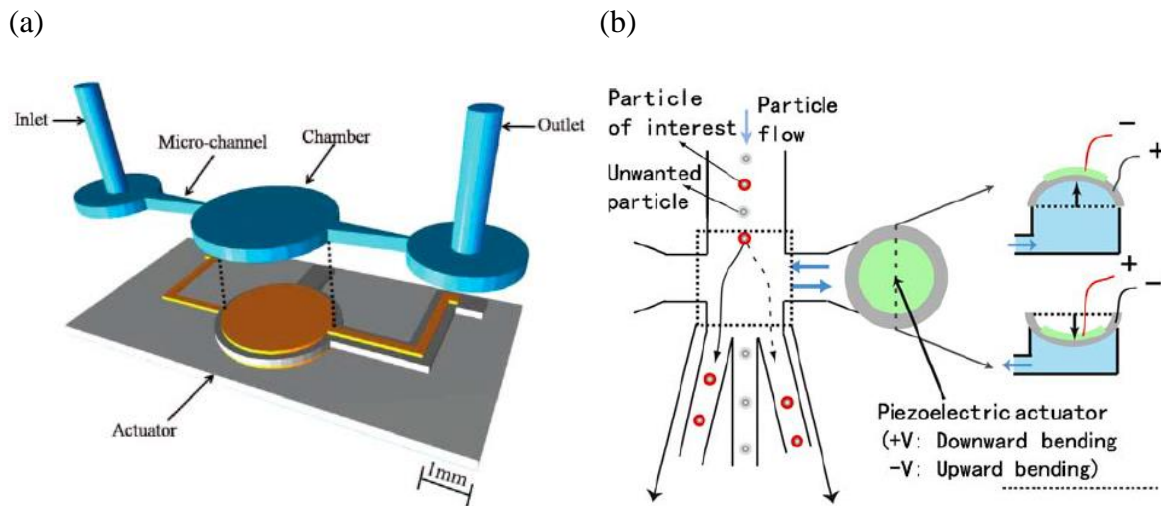 (a)
(b)
Inlet
Micro-channel
Chamber
Outlet
Actuator
1mm
Particle
of interest
Particle
flow
Unwanted
particle
−
+
+
−
Piezoelectric actuator
(+V: Downward bending
-V: Upward bending)